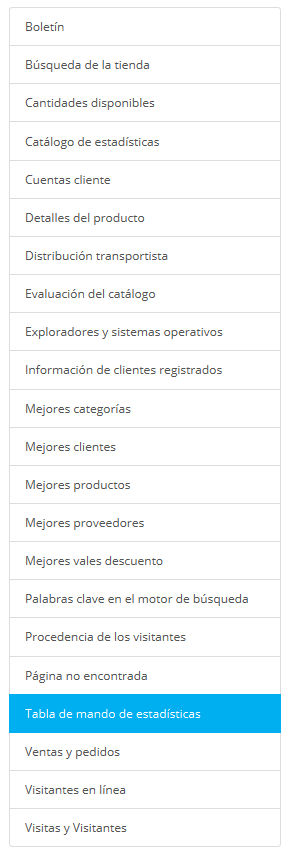 Boletín
Búsqueda de la tienda
Cantidades disponibles
Catálogo de estadísticas
Cuentas cliente
Detalles del producto
Distribución transportista
Evaluación del catálogo
Exploradores y sistemas operativos
Información de clientes registrados
Mejores categorías
Mejores clientes
Mejores productos
Mejores proveedores
Mejores vales descuento
Palabras clave en el motor de búsqueda
Procedencia de los visitantes
Página no encontrada
Tabla de mando de estadísticas
Ventas y pedidos
Visitantes en línea
Visitas y Visitantes